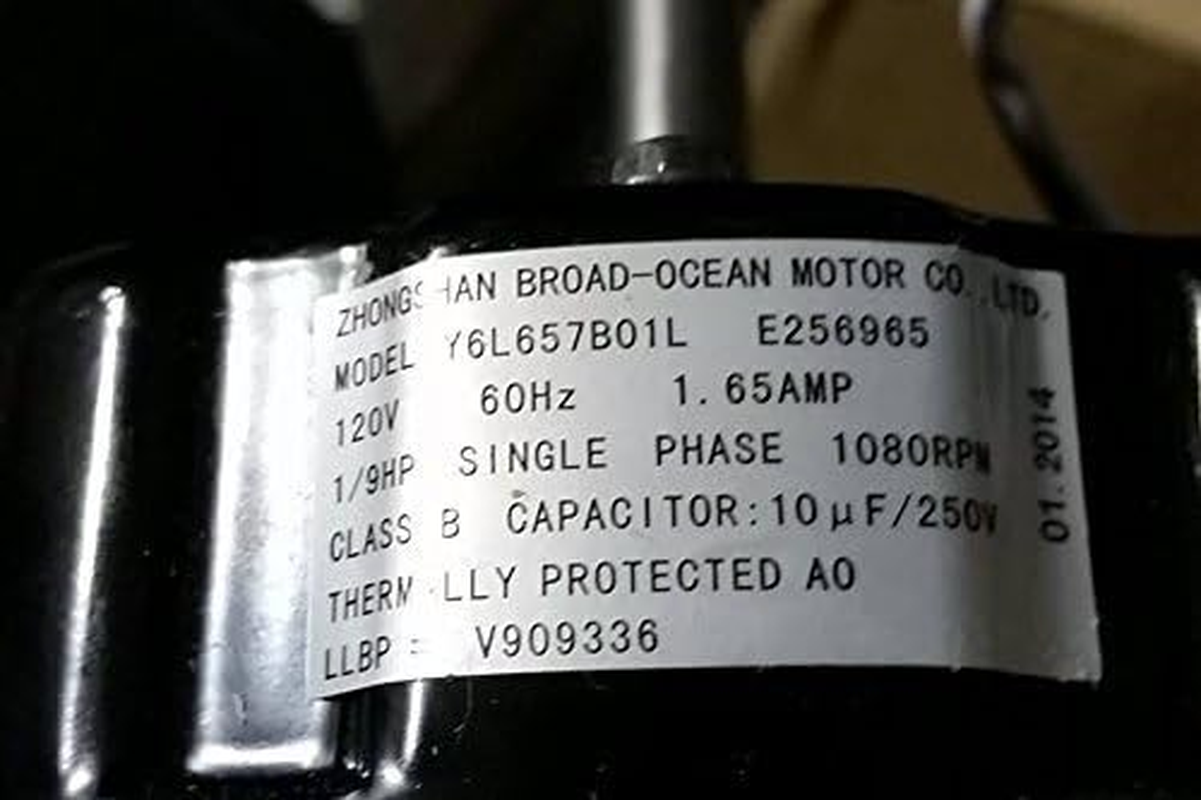 ZHONGSHAN BROAD-OCEAN MOTOR CO.,LTD.
MODEL Y6L657B01L E256965
120V 60Hz 1.65AMP
1/9HP SINGLE PHASE 1080RPM
CLASS B CAPACITOR:10μF/250V
THERMALLY PROTECTED AO
LLBP = V909336
01.2014